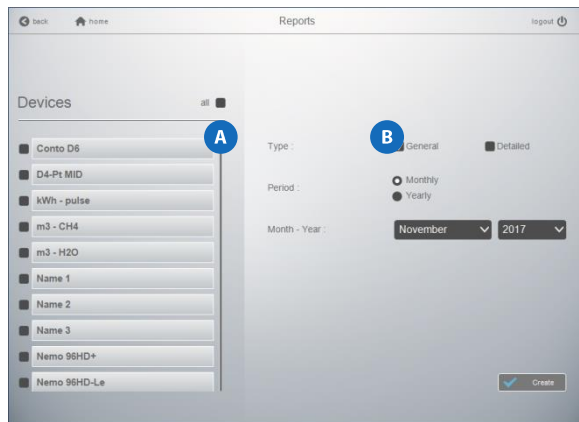 back home Reports logout
Devices all
A B
Type : General Detailed
Conto D6
D4-Pt MID
Period : Monthly
Yearly
kWh - pulse
m3 - CH4
Month - Year : November 2017
m3 - H2O
Name 1
Name 2
Name 3
Nemo 96HD+
Nemo 96HD-Le
Create